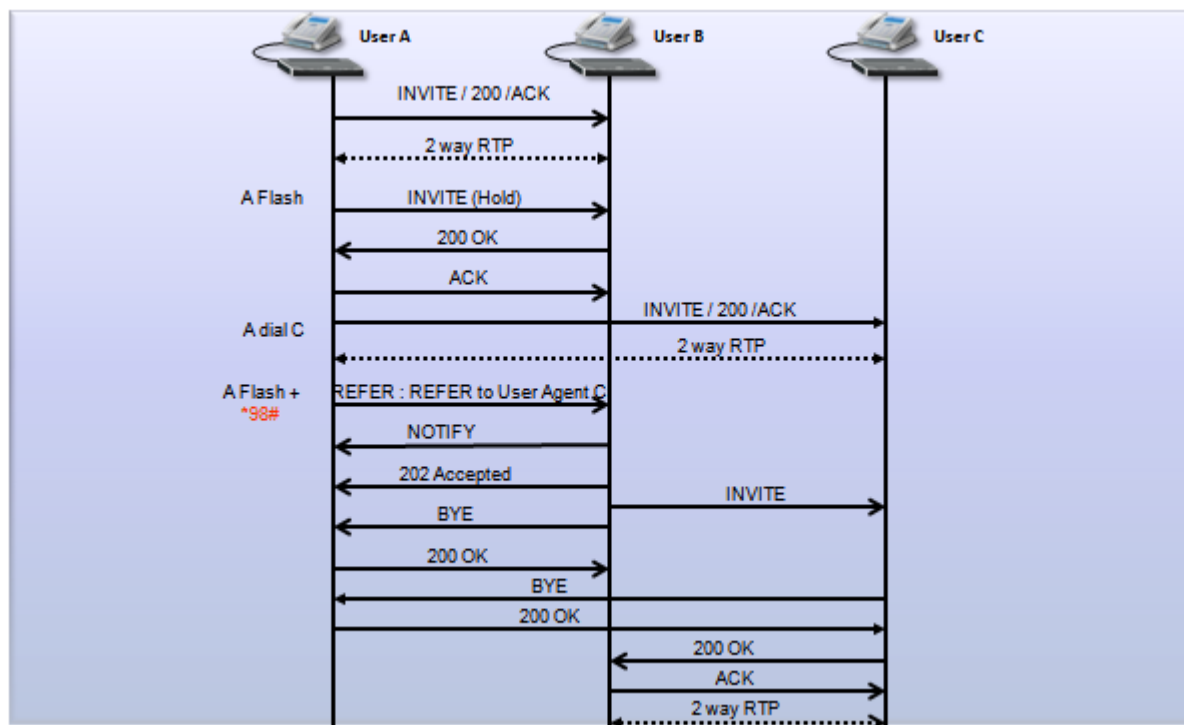 User A
User B
User C
INVITE / 200 /ACK
2 way RTP
A Flash
INVITE (Hold)
200 OK
ACK
INVITE / 200 /ACK
A dial C
2 way RTP
A Flash +
*98#
REFER : REFER to User Agent C
NOTIFY
202 Accepted
INVITE
BYE
200 OK
BYE
200 OK
200 OK
ACK
2 way RTP